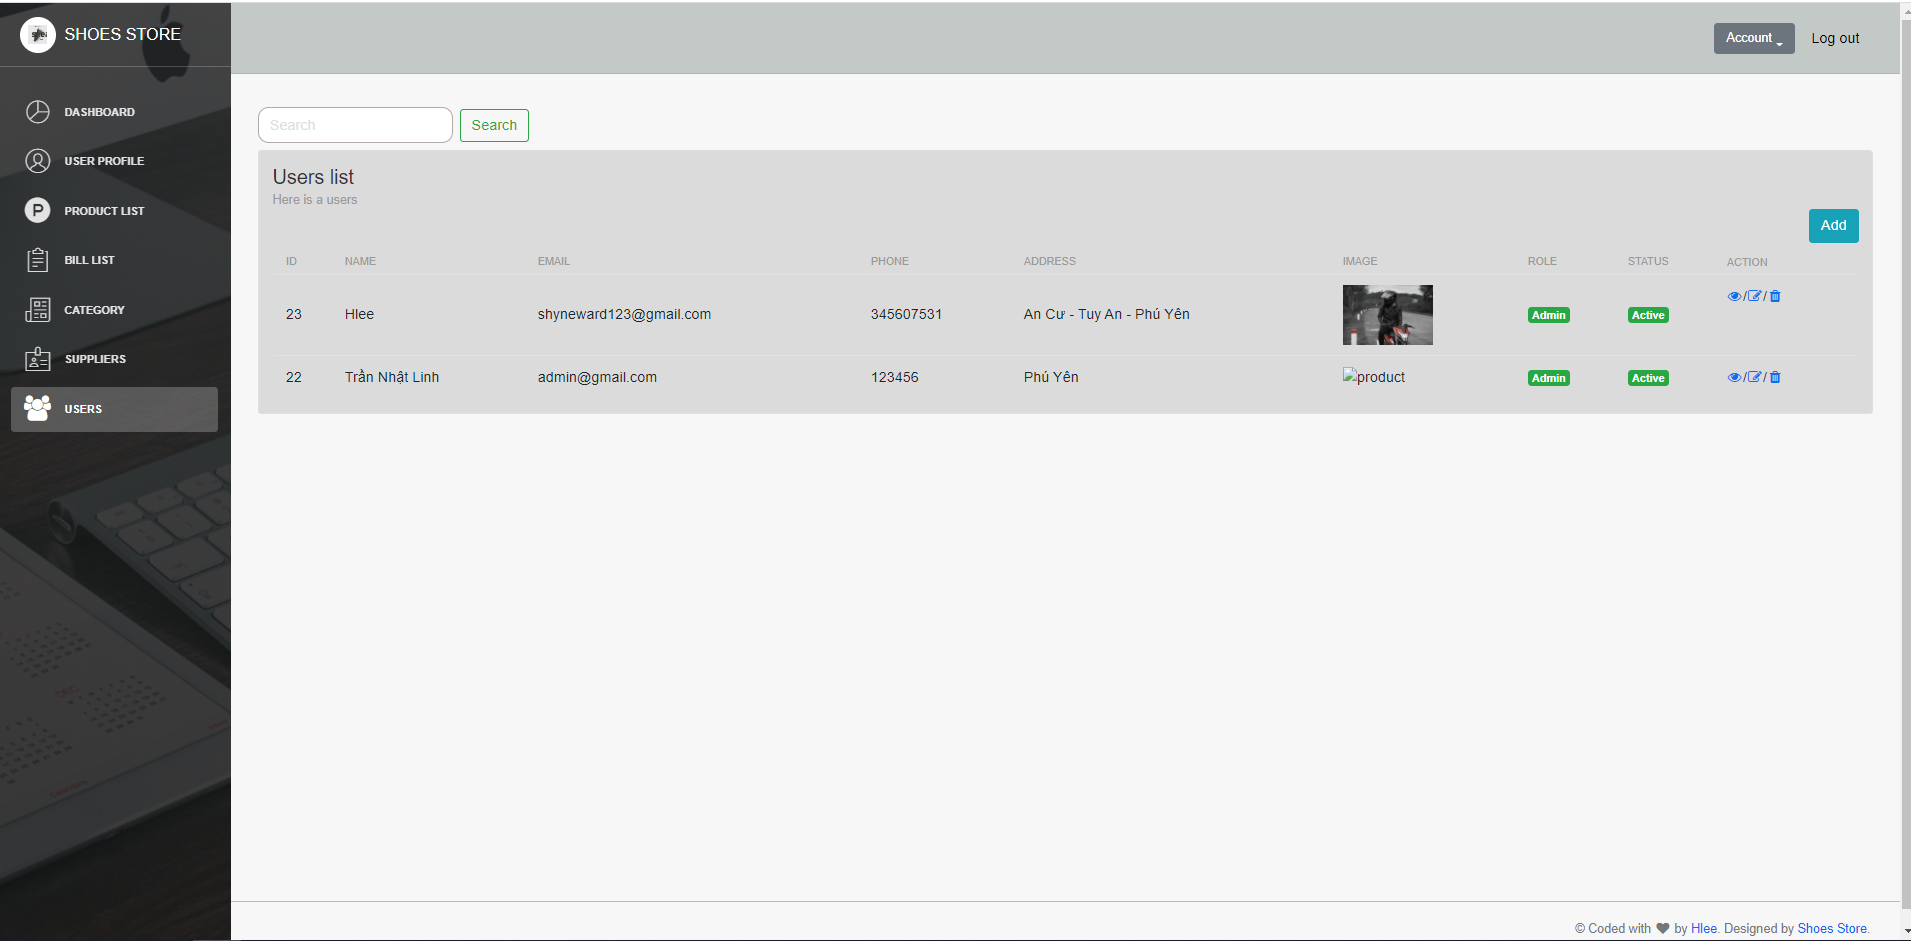 SHOES STORE
Account
Log out
DASHBOARD
USER PROFILE
P
PRODUCT LIST
BILL LIST
CATEGORY
SUPPLIERS
USERS
Search
Search
Users list
Here is a users
Add
ID NAME EMAIL PHONE ADDRESS IMAGE ROLE STATUS ACTION
23 Hlee shyneward123@gmail.com 345607531 An Cư - Tuy An - Phú Yên Admin Active / /
22 Trần Nhật Linh admin@gmail.com 123456 Phú Yên product Admin Active / /
© Coded with by Hlee. Designed by Shoes Store.